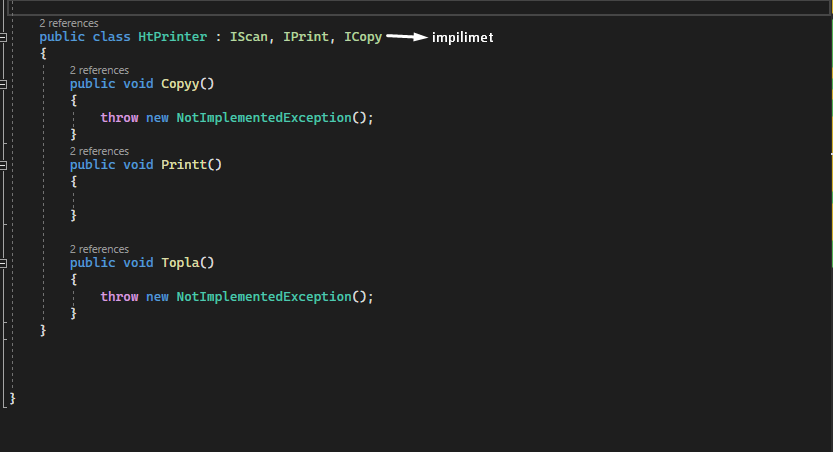 2 references
public class HtPrinter : IScan, IPrint, ICopy impilimet
{
2 references
public void Copyy()
{
throw new NotImplementedException();
}
2 references
public void Printt()
{
}
2 references
public void Topla()
{
throw new NotImplementedException();
}
}
}